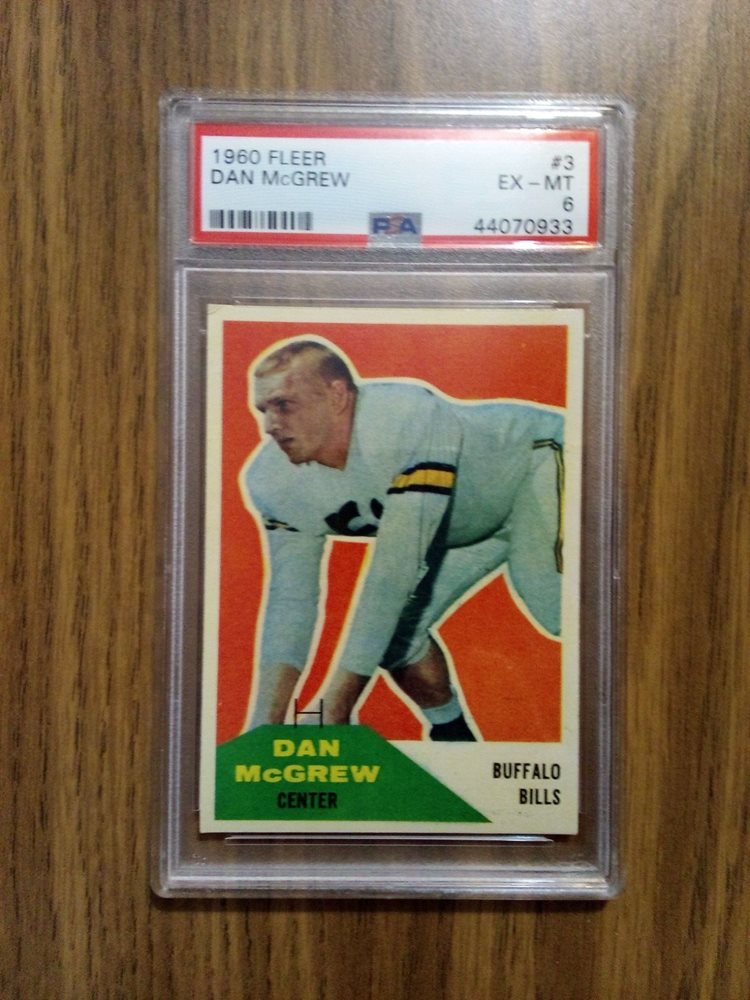 1960 FLEER #3
DAN McGREW EX – MT
6
PSA 44070933
DAN
McGREW
CENTER
BUFFALO
BILLS